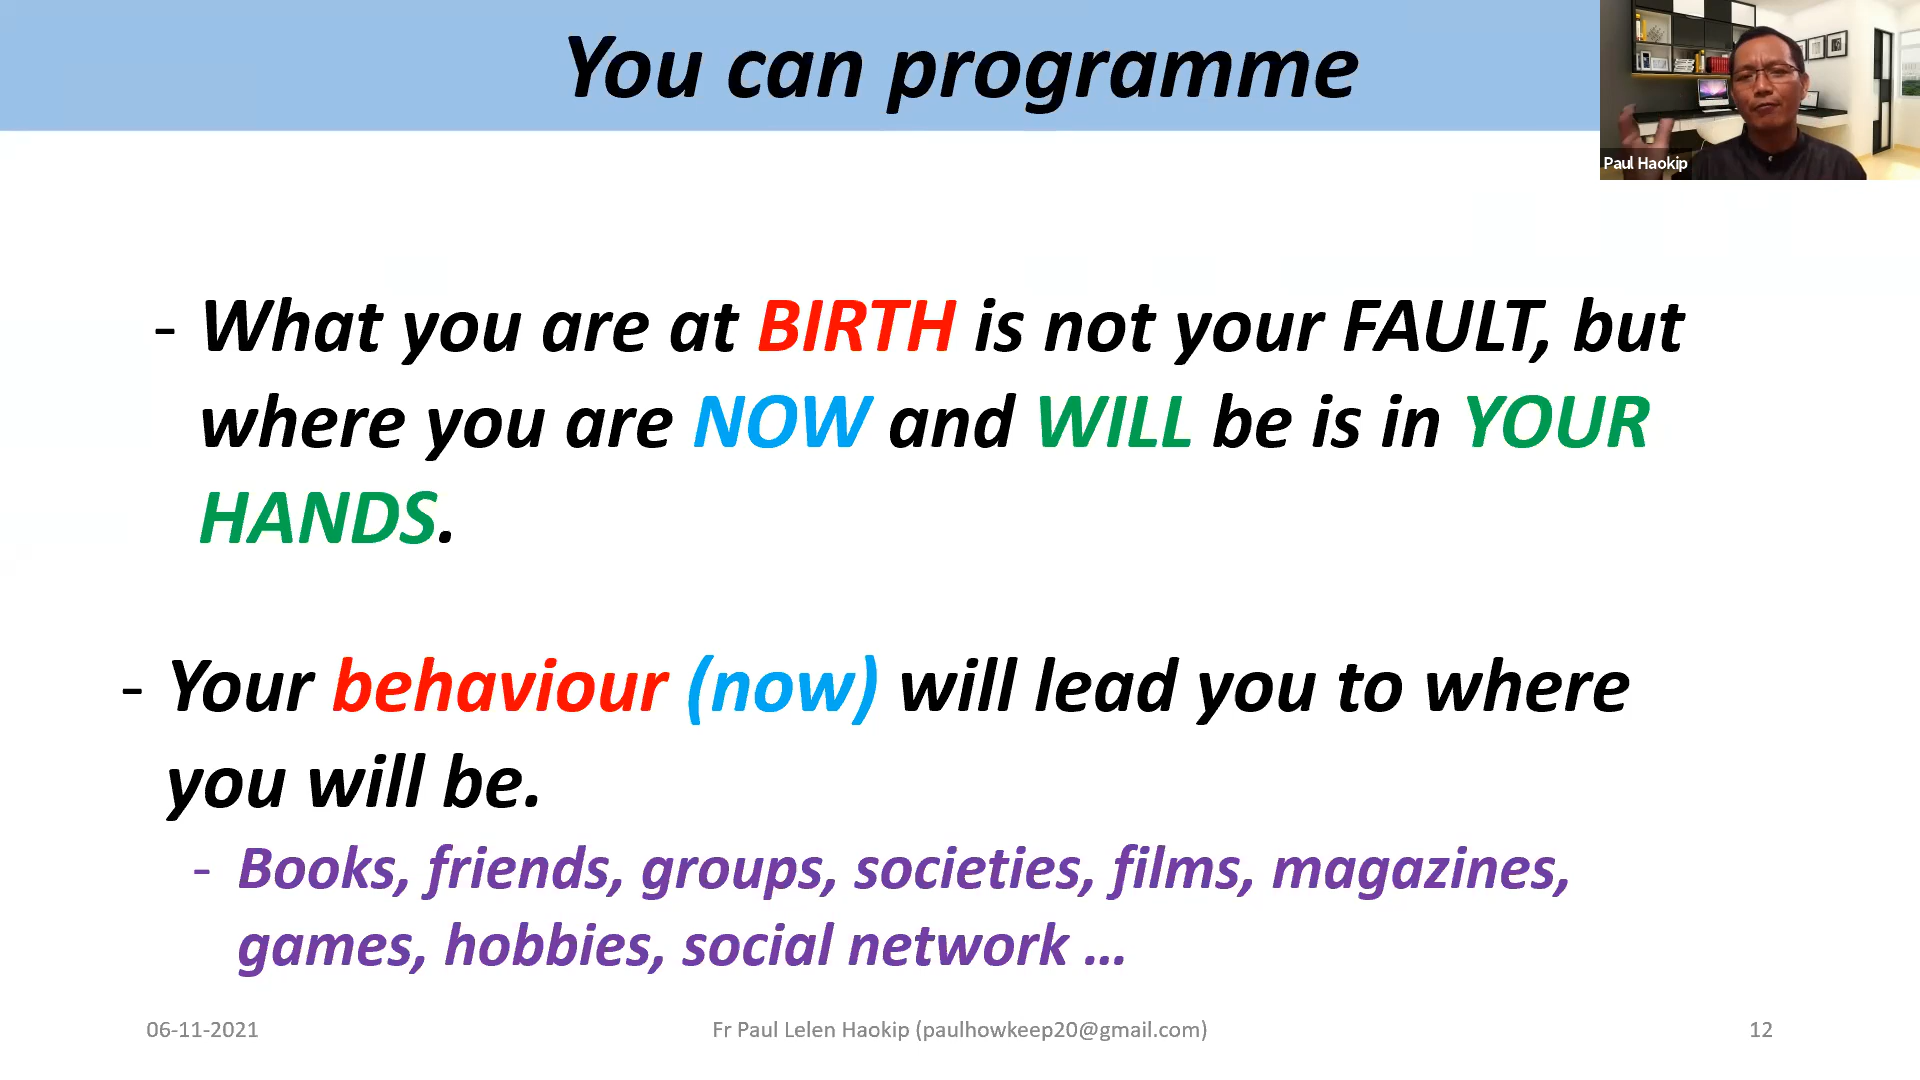 You can programme
Paul Haokip
- What you are at BIRTH is not your FAULT, but
where you are NOW and WILL be is in YOUR
HANDS.
- Your behaviour (now) will lead you to where
you will be.
- Books, friends, groups, societies, films, magazines,
games, hobbies, social network ...
06-11-2021
Fr Paul Lelen Haokip (paulhowkeep20@gmail.com)
12